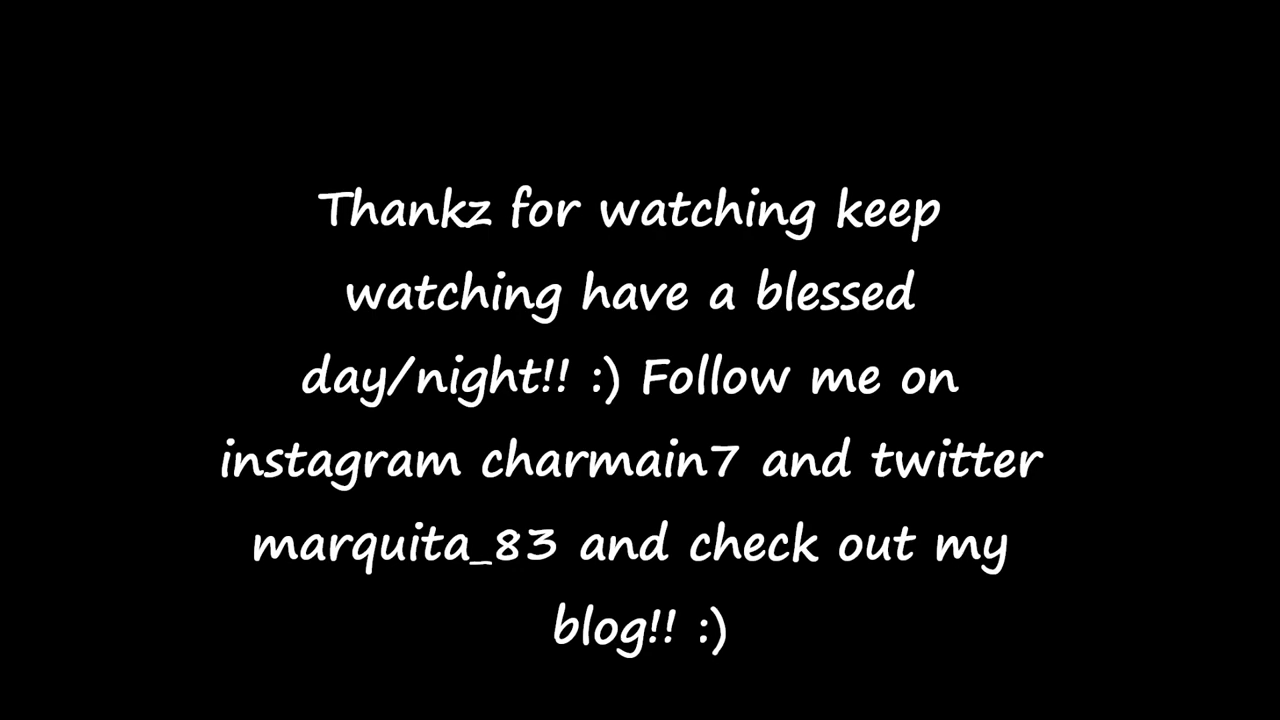 Thankz for watching keep
watching have a blessed
day/night!! :) Follow me on
instagram charmain7 and twitter
marquita_83 and check out my
blog!! :)